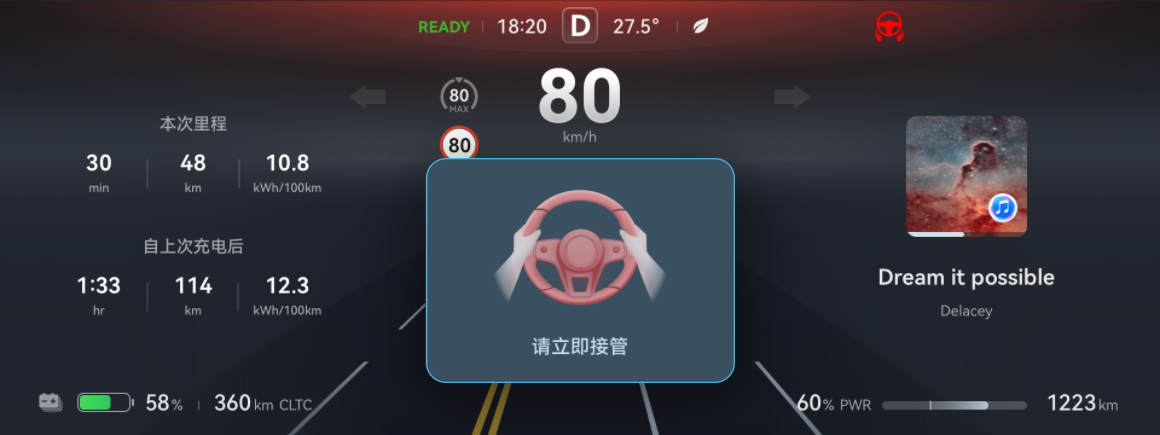 READY 18:20 D 27.5°
80
km/h
80
MAX
80
本次里程
30 48 10.8
min km kWh/100km
自上次充电后
1:33 114 12.3
hr km kWh/100km
58% 360 km CLTC
请立即接管
Dream it possible
Delacey
60% PWR 1223 km